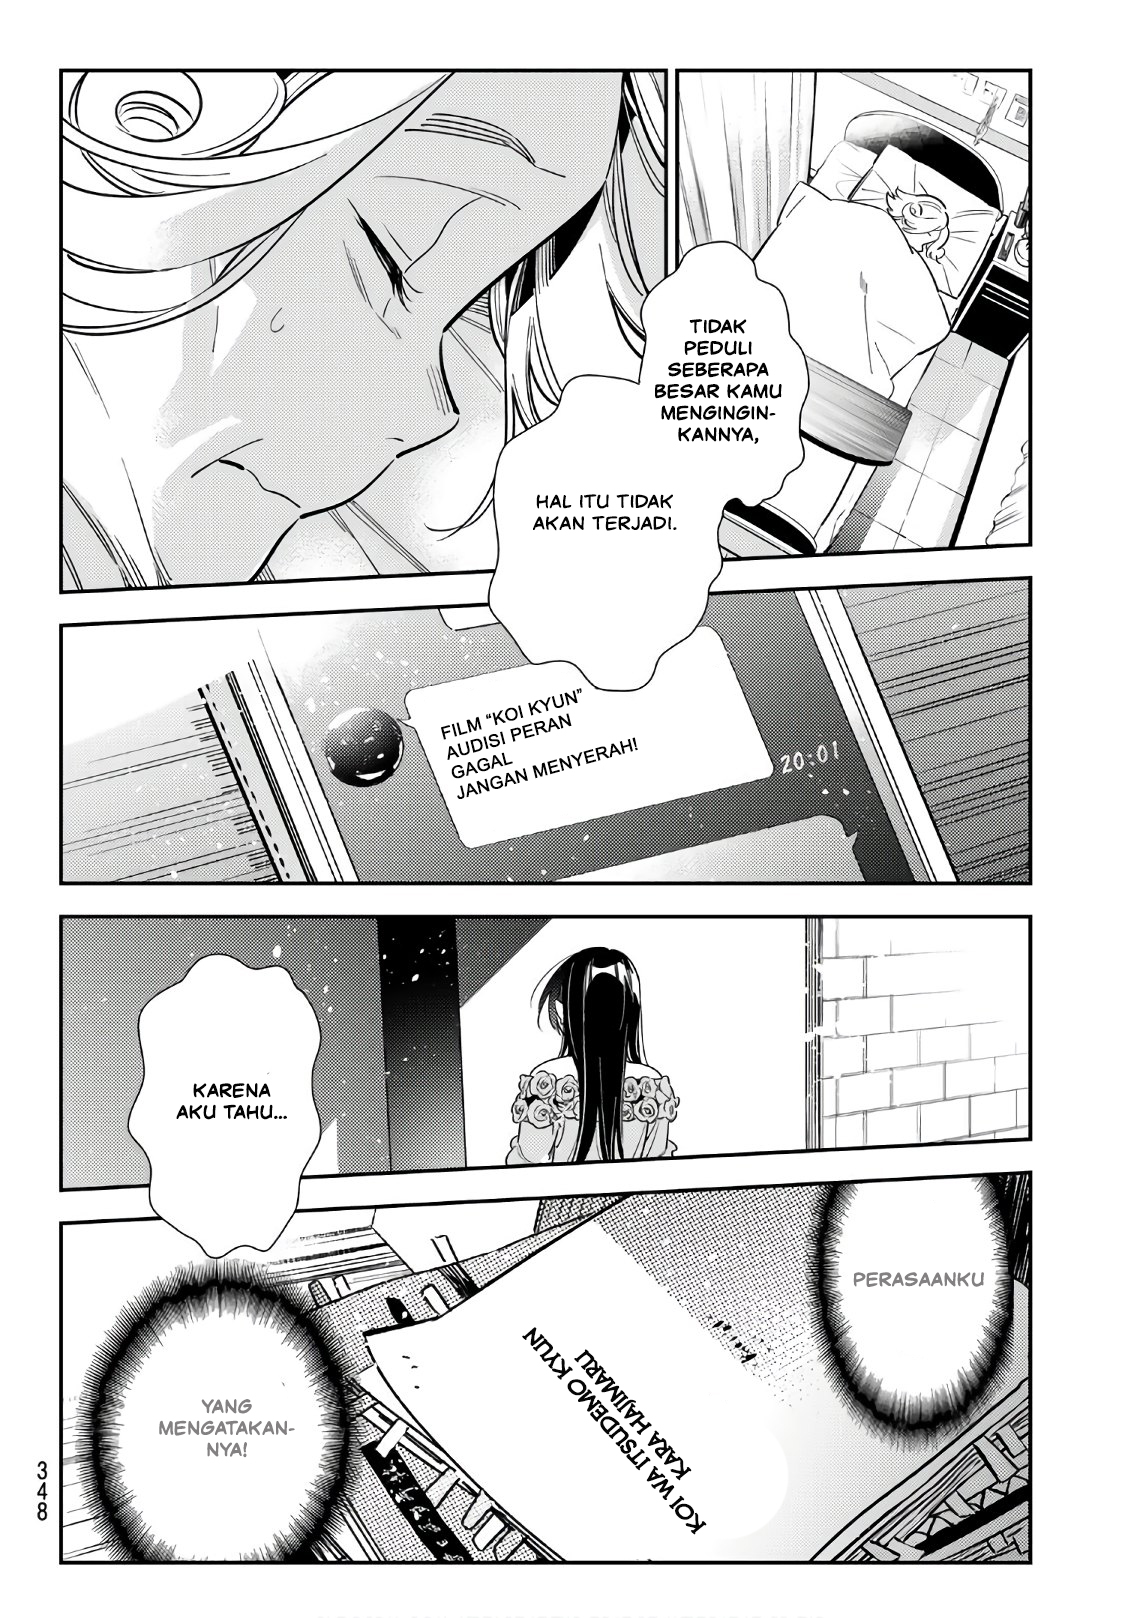 TIDAK
PEDULI
SEBERAPA
BESAR KAMU
MENGINGIN-
KANNYA,
HAL ITU TIDAK
AKAN TERJADI.
FILM “KOI KYUN”
AUDISI PERAN
GAGAL
JANGAN MENYERAH!
20:01
KARENA
AKU TAHU...
PERASAANKU
KOI WA ITSUDEMO KYUN
KARA HAJIMARU
YANG
MENGATAKAN-
NYA!
348